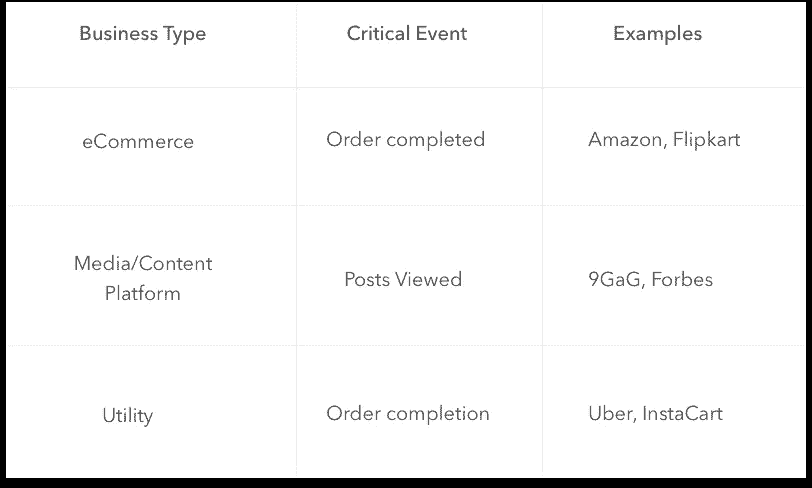 Business Type
Critical Event
Examples
eCommerce
Order completed
Amazon, Flipkart
Media/Content
Platform
Posts Viewed
9GaG, Forbes
Utility
Order completion
Uber, InstaCart